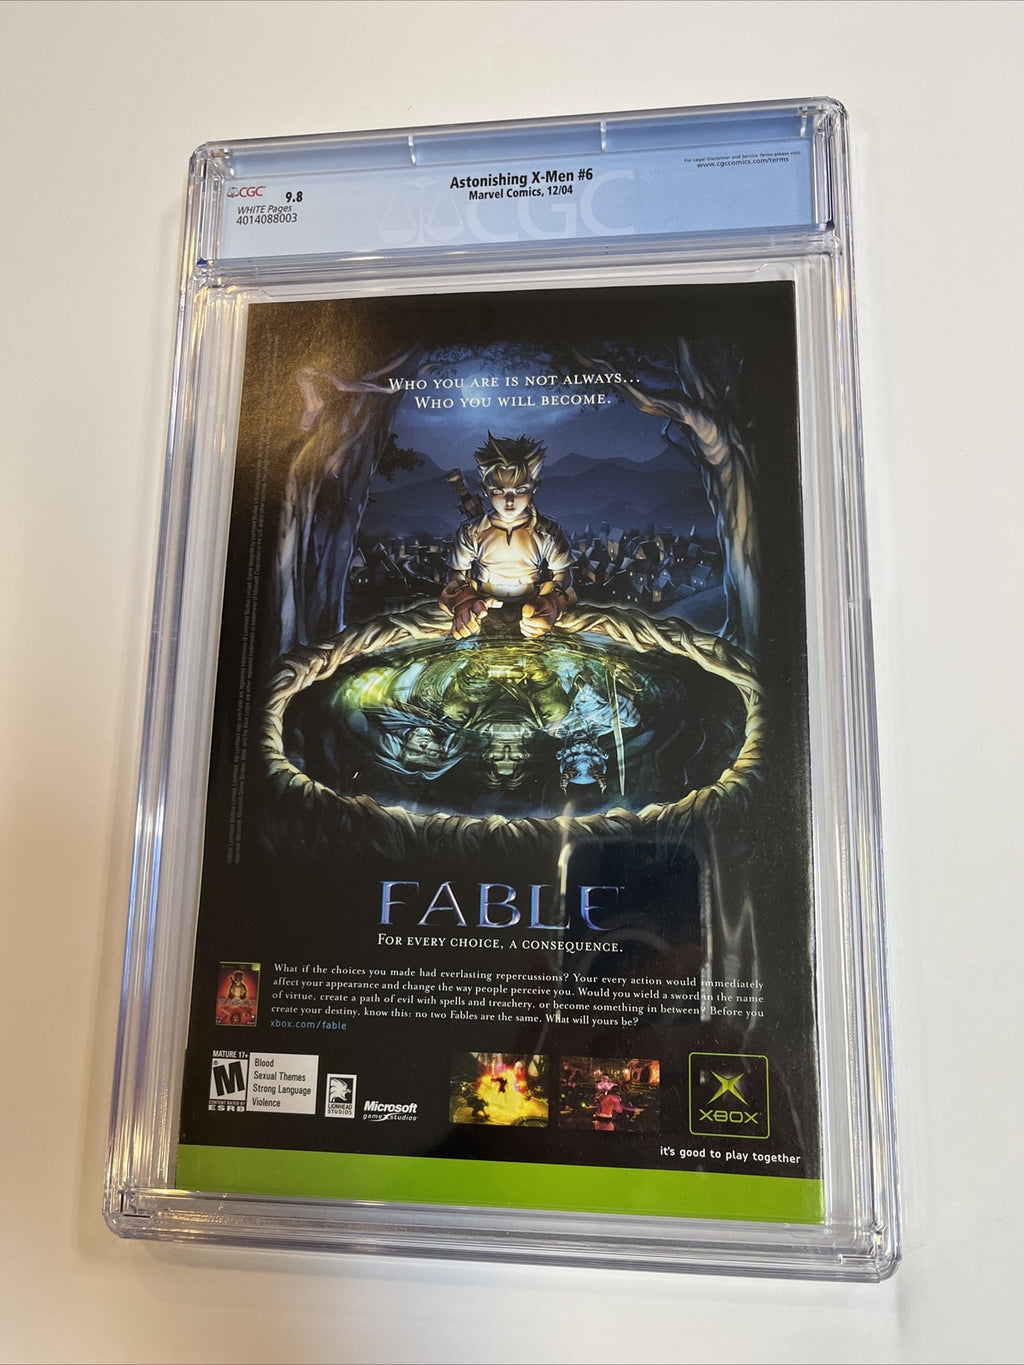 CGC
9.8
WHITE Pages
4014088003
Astonishing X-Men #6
Marvel Comics, 12/04
For Legal Disclaimer and Service Terms please visit:
www.cgccomics.com/terms
CGC
WHO YOU ARE IS NOT ALWAYS...
WHO YOU WILL BECOME.
FABLE™
FOR EVERY CHOICE, A CONSEQUENCE.
What if the choices you made had everlasting repercussions? Your every action would immediately
affect your appearance and change the way people perceive you. Would you wield a sword in the name
of virtue, create a path of evil with spells and treachery, or become something in between? Before you
create your destiny, know this: no two Fables are the same. What will yours be?
xbox.com/fable
MATURE 17+
M
CONTENT RATED BY
ESRB
Blood
Sexual Themes
Strong Language
Violence
LIONHEAD
STUDIOS
Microsoft
game studios
XBOX
it's good to play together